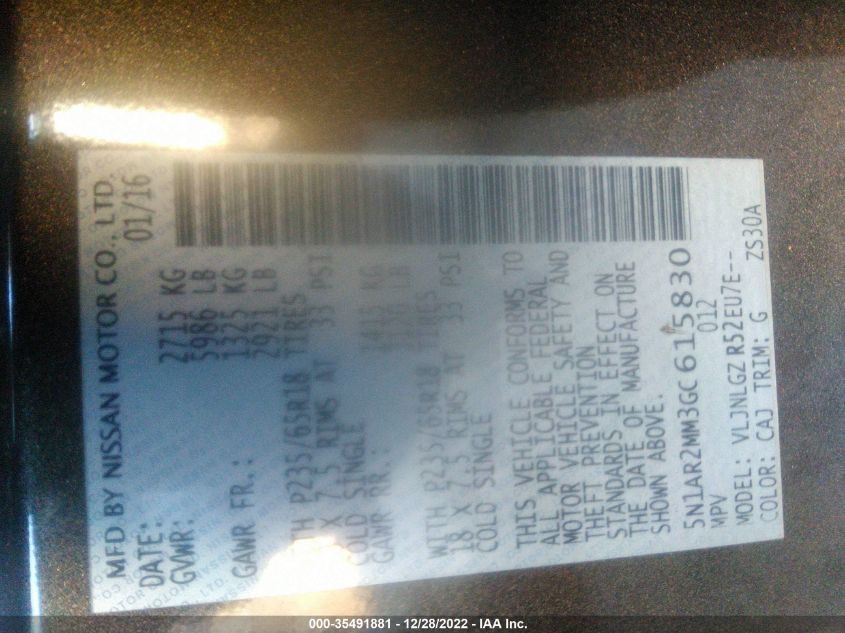 MFD BY NISSAN MOTOR CO., LTD.
DATE: 01/16
GVWR: 2715 KG
5986 LB
GAWR FR.: 1325 KG
2921 LB
WITH P235/65R18 TIRES
18 X 7.5 RIMS AT 33 PSI
COLD SINGLE
GAWR RR.: 1415 KG
LB
WITH P235/65R18 TIRES
18 X 7.5 RIMS AT 33 PSI
COLD SINGLE
THIS VEHICLE CONFORMS TO
ALL APPLICABLE FEDERAL
MOTOR VEHICLE SAFETY AND
THEFT PREVENTION
STANDARDS IN EFFECT ON
THE DATE OF MANUFACTURE
SHOWN ABOVE.
5N1AR2MM3GC615830
MPV 012
MODEL: VLJNLGZ R52EU7E--
COLOR: CAJ TRIM: G ZS30A
000-35491881 - 12/28/2022 - IAA Inc.